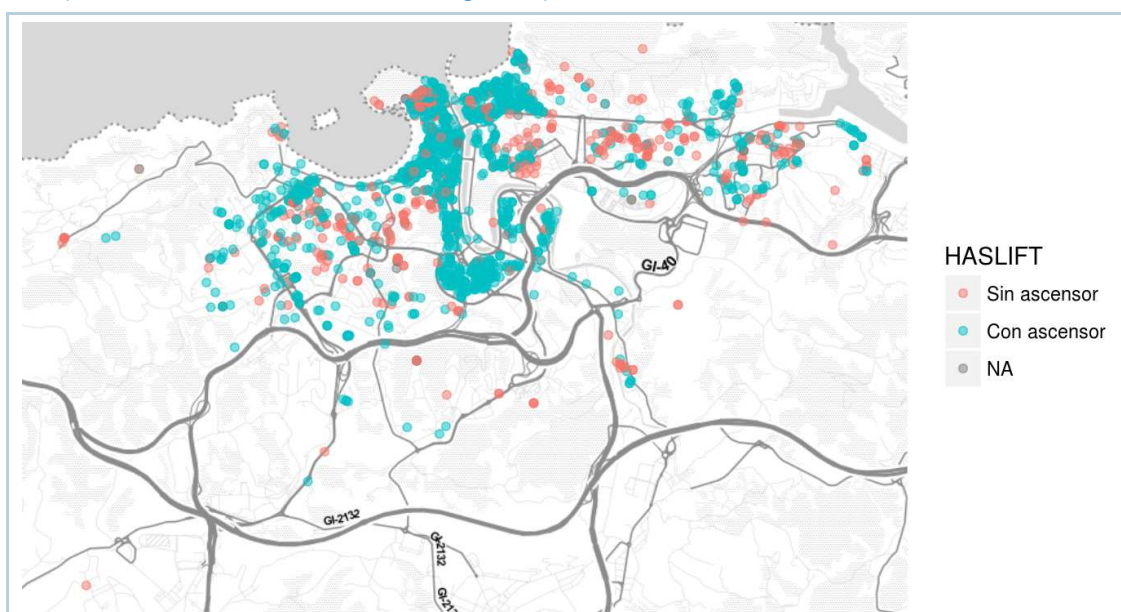 GI-40
HASLIFT
Sin ascensor
Con ascensor
NA
GI-2132
GI-2132